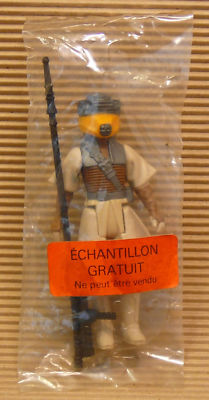 ÉCHANTILLON
GRATUIT
Ne peut être vendu